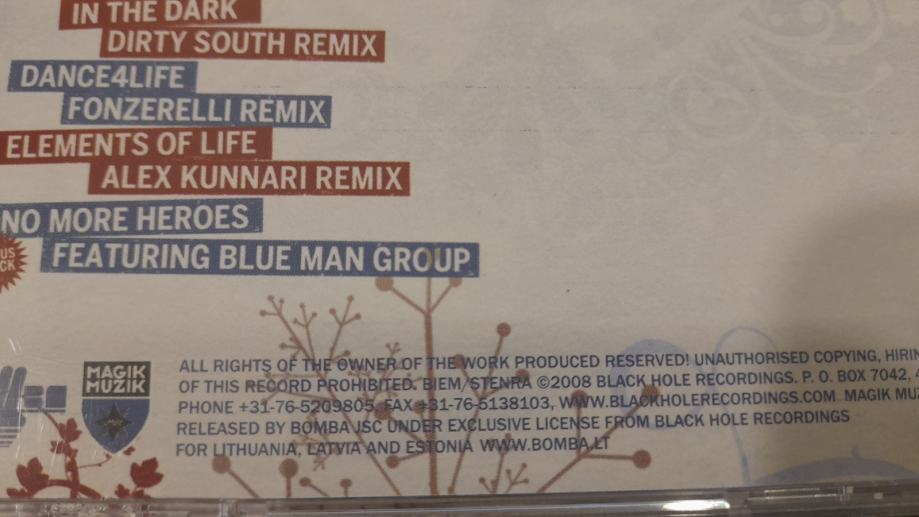 IN THE DARK
DIRTY SOUTH REMIX
DANCE4LIFE
FONZERELLI REMIX
ELEMENTS OF LIFE
ALEX KUNNARI REMIX
NO MORE HEROES
FEATURING BLUE MAN GROUP
MAGIK
MUZIK
ALL RIGHTS OF THE OWNER OF THE WORK PRODUCED RESERVED! UNAUTHORISED COPYING,
OF THIS RECORD PROHIBITED. BIEM/STENRA ©2008 BLACK HOLE RECORDINGS. P. O. BOX 7042,
PHONE +31-76-5209805, FAX +31-76-5138103, WWW.BLACKHOLERECORDINGS.COM MAGIK
RELEASED BY BOMBA JSC UNDER EXCLUSIVE LICENSE FROM BLACK HOLE RECORDINGS
FOR LITHUANIA, LATVIA AND ESTONIA WWW.BOMBA.LT